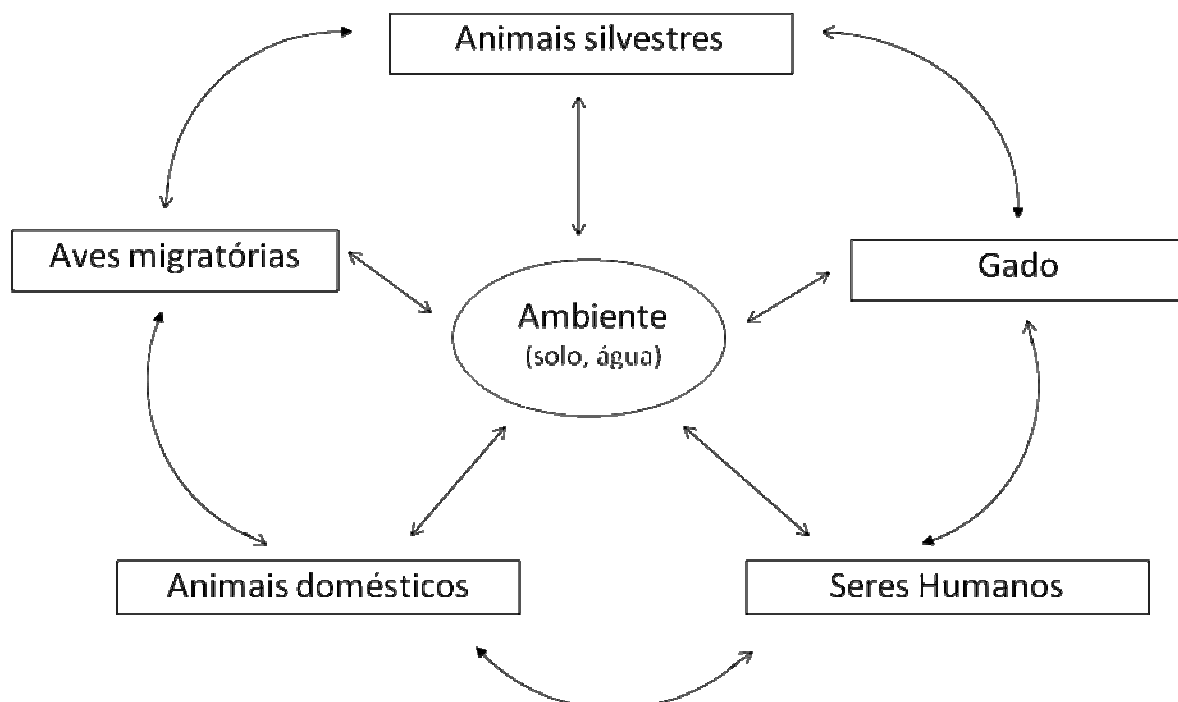 Animais silvestres
Aves migratórias
Gado
Ambiente
(solo, água)
Animais domésticos
Seres Humanos